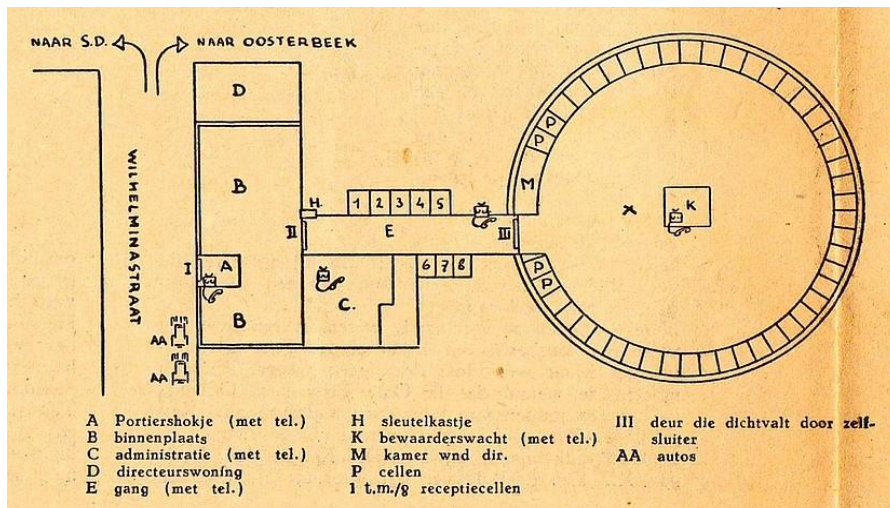 NAAR S.D.
NAAR OOSTERBEEK
WILHELMINASTRAAT
D
B
H.
1 2 3 4 5
II
E
III
I
A
B
C.
6 7 8
AA
AA
P
P
M
x
K
P
P
A Portiershokje (met tel.)
B binnenplaats
C administratie (met tel.)
D directeurswoning
E gang (met tel.)
H sleutelkastje
K bewaarderswacht (met tel.)
M kamer wnd dir.
P cellen
1 t.m./8 receptiecellen
III deur die dichtvalt door zelf-
sluiter
AA autos